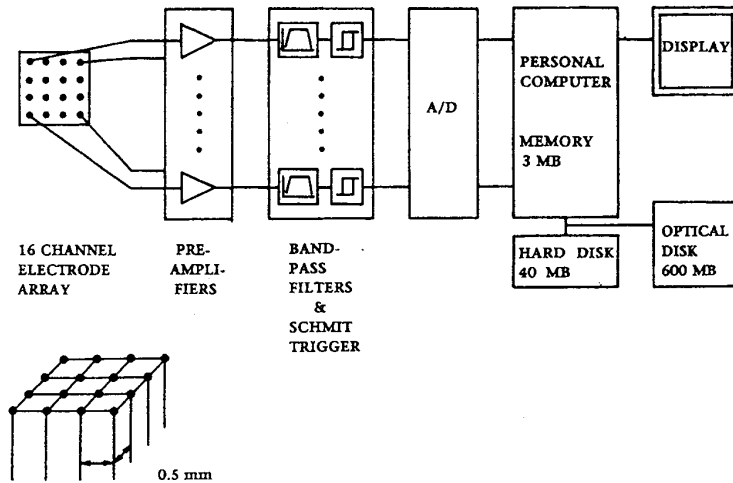 A/D
PERSONAL
COMPUTER
MEMORY
3 MB
DISPLAY
16 CHANNEL
ELECTRODE
ARRAY
PRE-
AMPLI-
FIERS
BAND-
PASS
FILTERS
&
SCHMIT
TRIGGER
HARD DISK
40 MB
OPTICAL
DISK
600 MB
0.5 mm